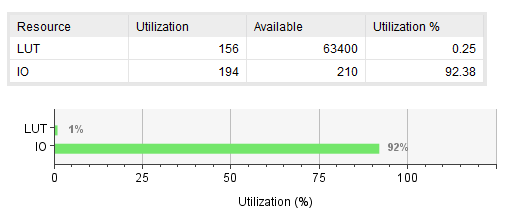 Resource Utilization Available Utilization %
LUT 156 63400 0.25
IO 194 210 92.38
LUT 1%
IO 92%
0 25 50 75 100
Utilization (%)